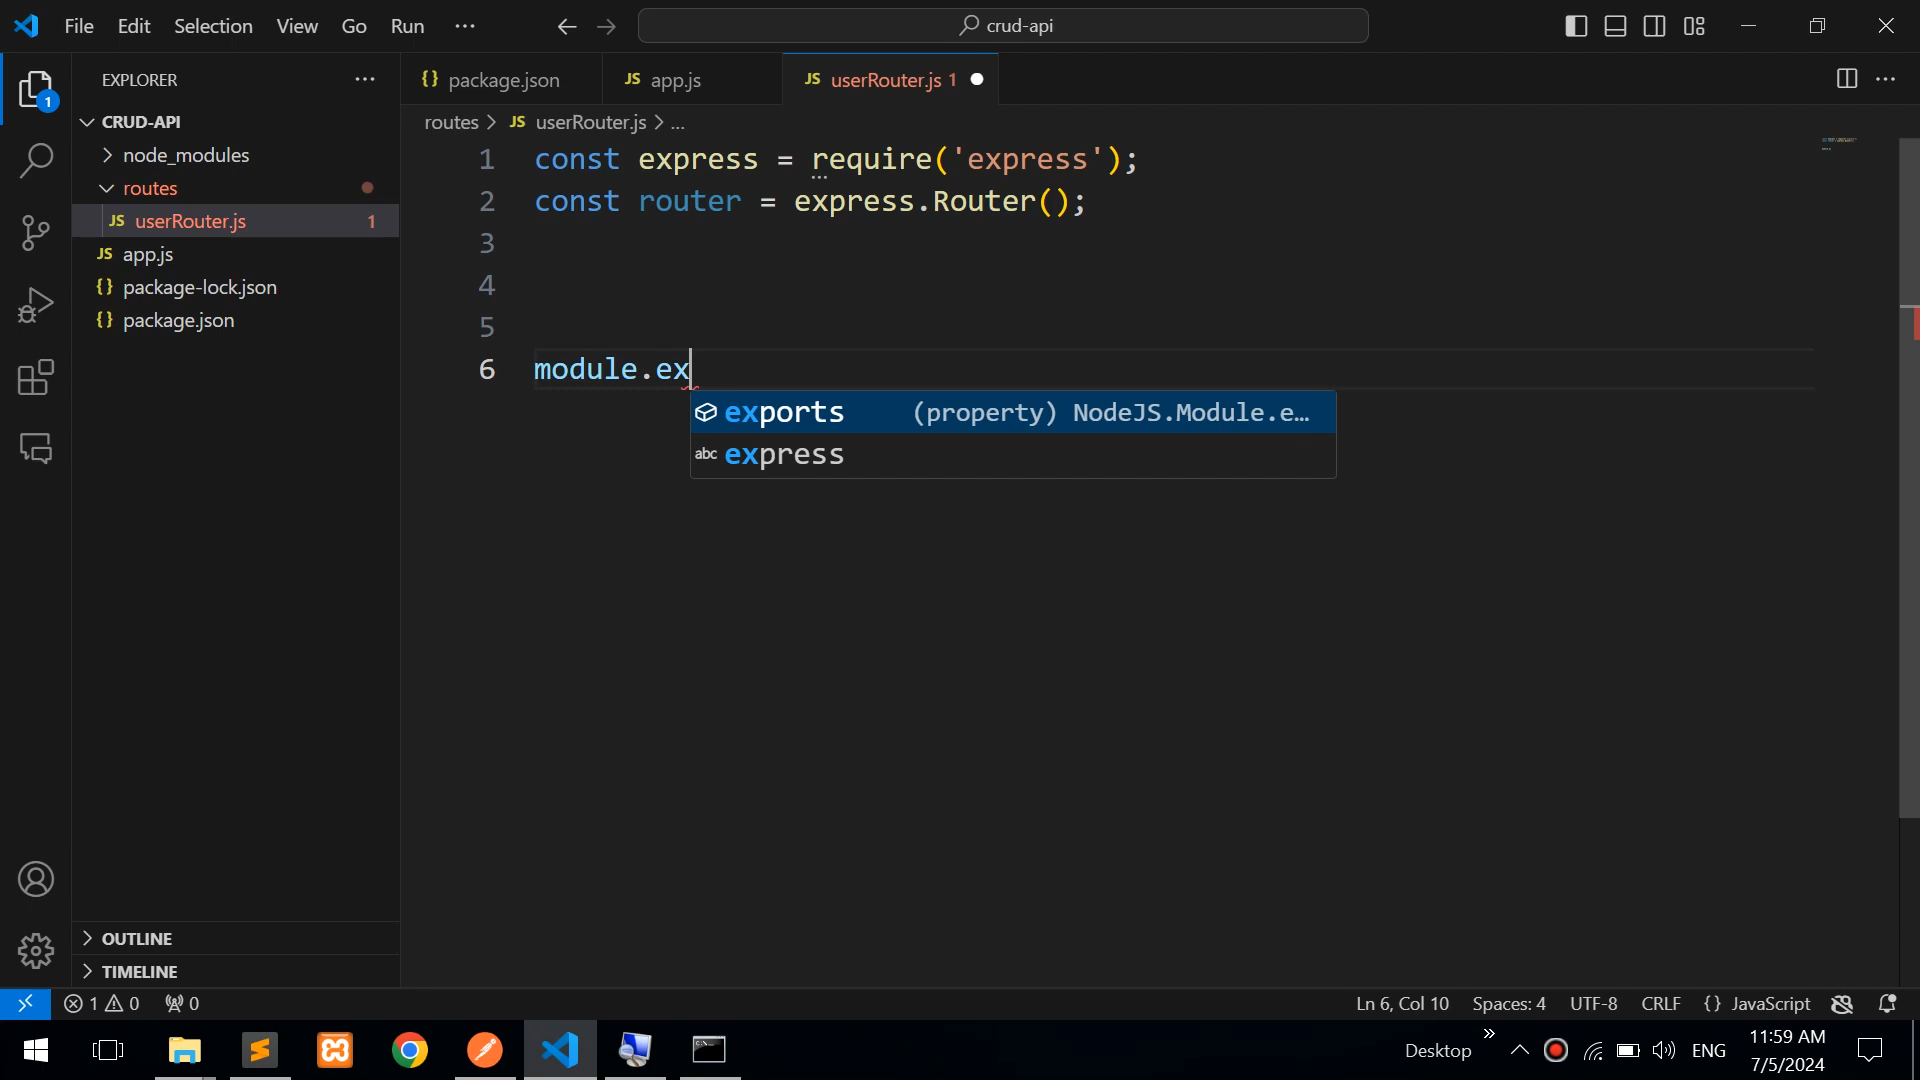 File Edit Selection View Go Run ···
crud-api
EXPLORER ···
package.json
app.js
userRouter.js 1
CRUD-API
node_modules
routes
userRouter.js 1
app.js
package-lock.json
package.json
routes > JS userRouter.js > ...
1 const express = require('express');
2 const router = express.Router();
3
4
5
6 module.ex
exports (property) NodeJS.Module.e…
abc express
OUTLINE
TIMELINE
1 0 0
Ln 6, Col 10 Spaces: 4 UTF-8 CRLF {} JavaScript
Desktop » ENG
11:59 AM
7/5/2024